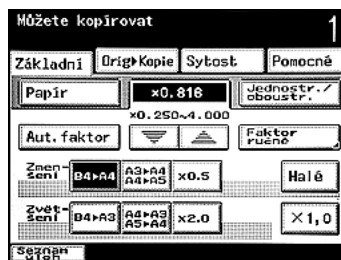 Můžete kopírovat 1
Základní Orig▸Kopie Sytost Pomocné
Papír ×0,816 Jednostr./
oboustr.
×0.250~4.000
Aut.faktor Faktor
ručně
Zmen-
šení B4▸A4 A3▸A4
A4▸A5 ×0.5 Malé
Zvět-
šení B4▸A3 A4▸A3
A5▸A4 ×2.0 ×1,0
Seznam
úloh